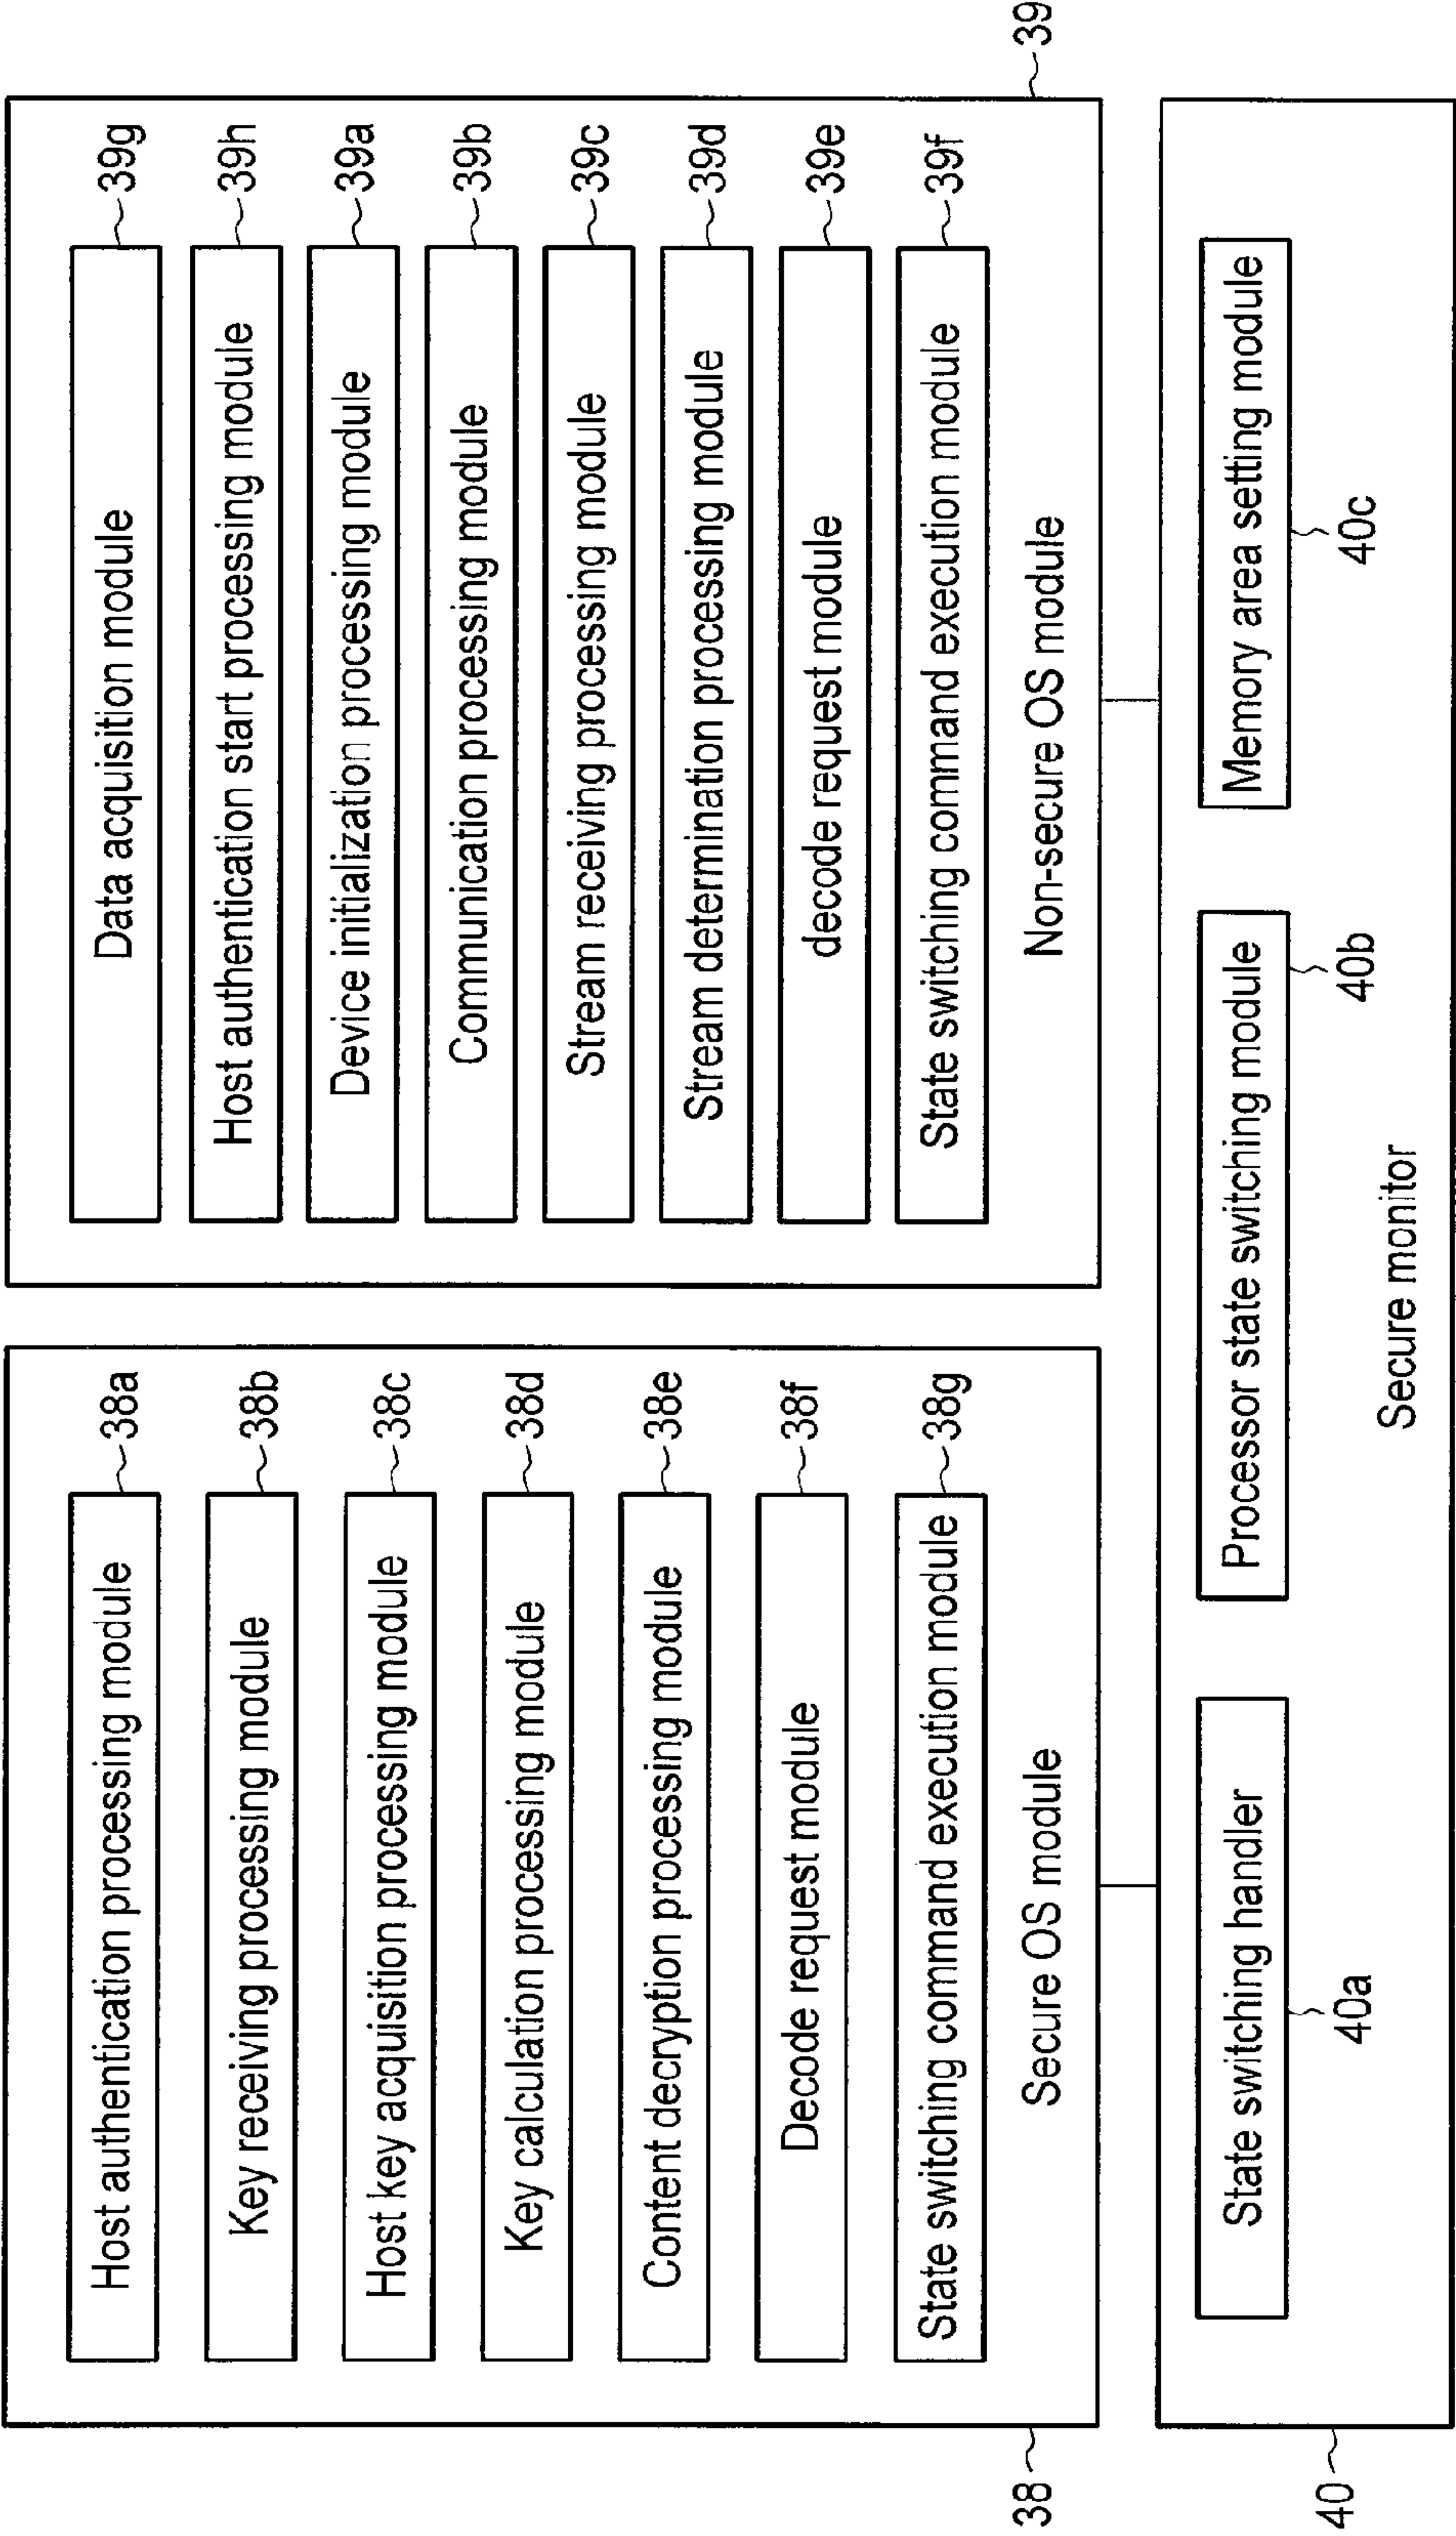 Host authentication processing module
38a
Key receiving processing module
38b
Host key acquisition processing module
38c
Key calculation processing module
38d
Content decryption processing module
38e
Decode request module
38f
State switching command execution module
38g
Secure OS module
38
Data acquisition module
39g
Host authentication start processing module
39h
Device initialization processing module
39a
Communication processing module
39b
Stream receiving processing module
39c
Stream determination processing module
39d
decode request module
39e
State switching command execution module
39f
Non-secure OS module
39
State switching handler
40a
Processor state switching module
40b
Memory area setting module
40c
Secure monitor
40